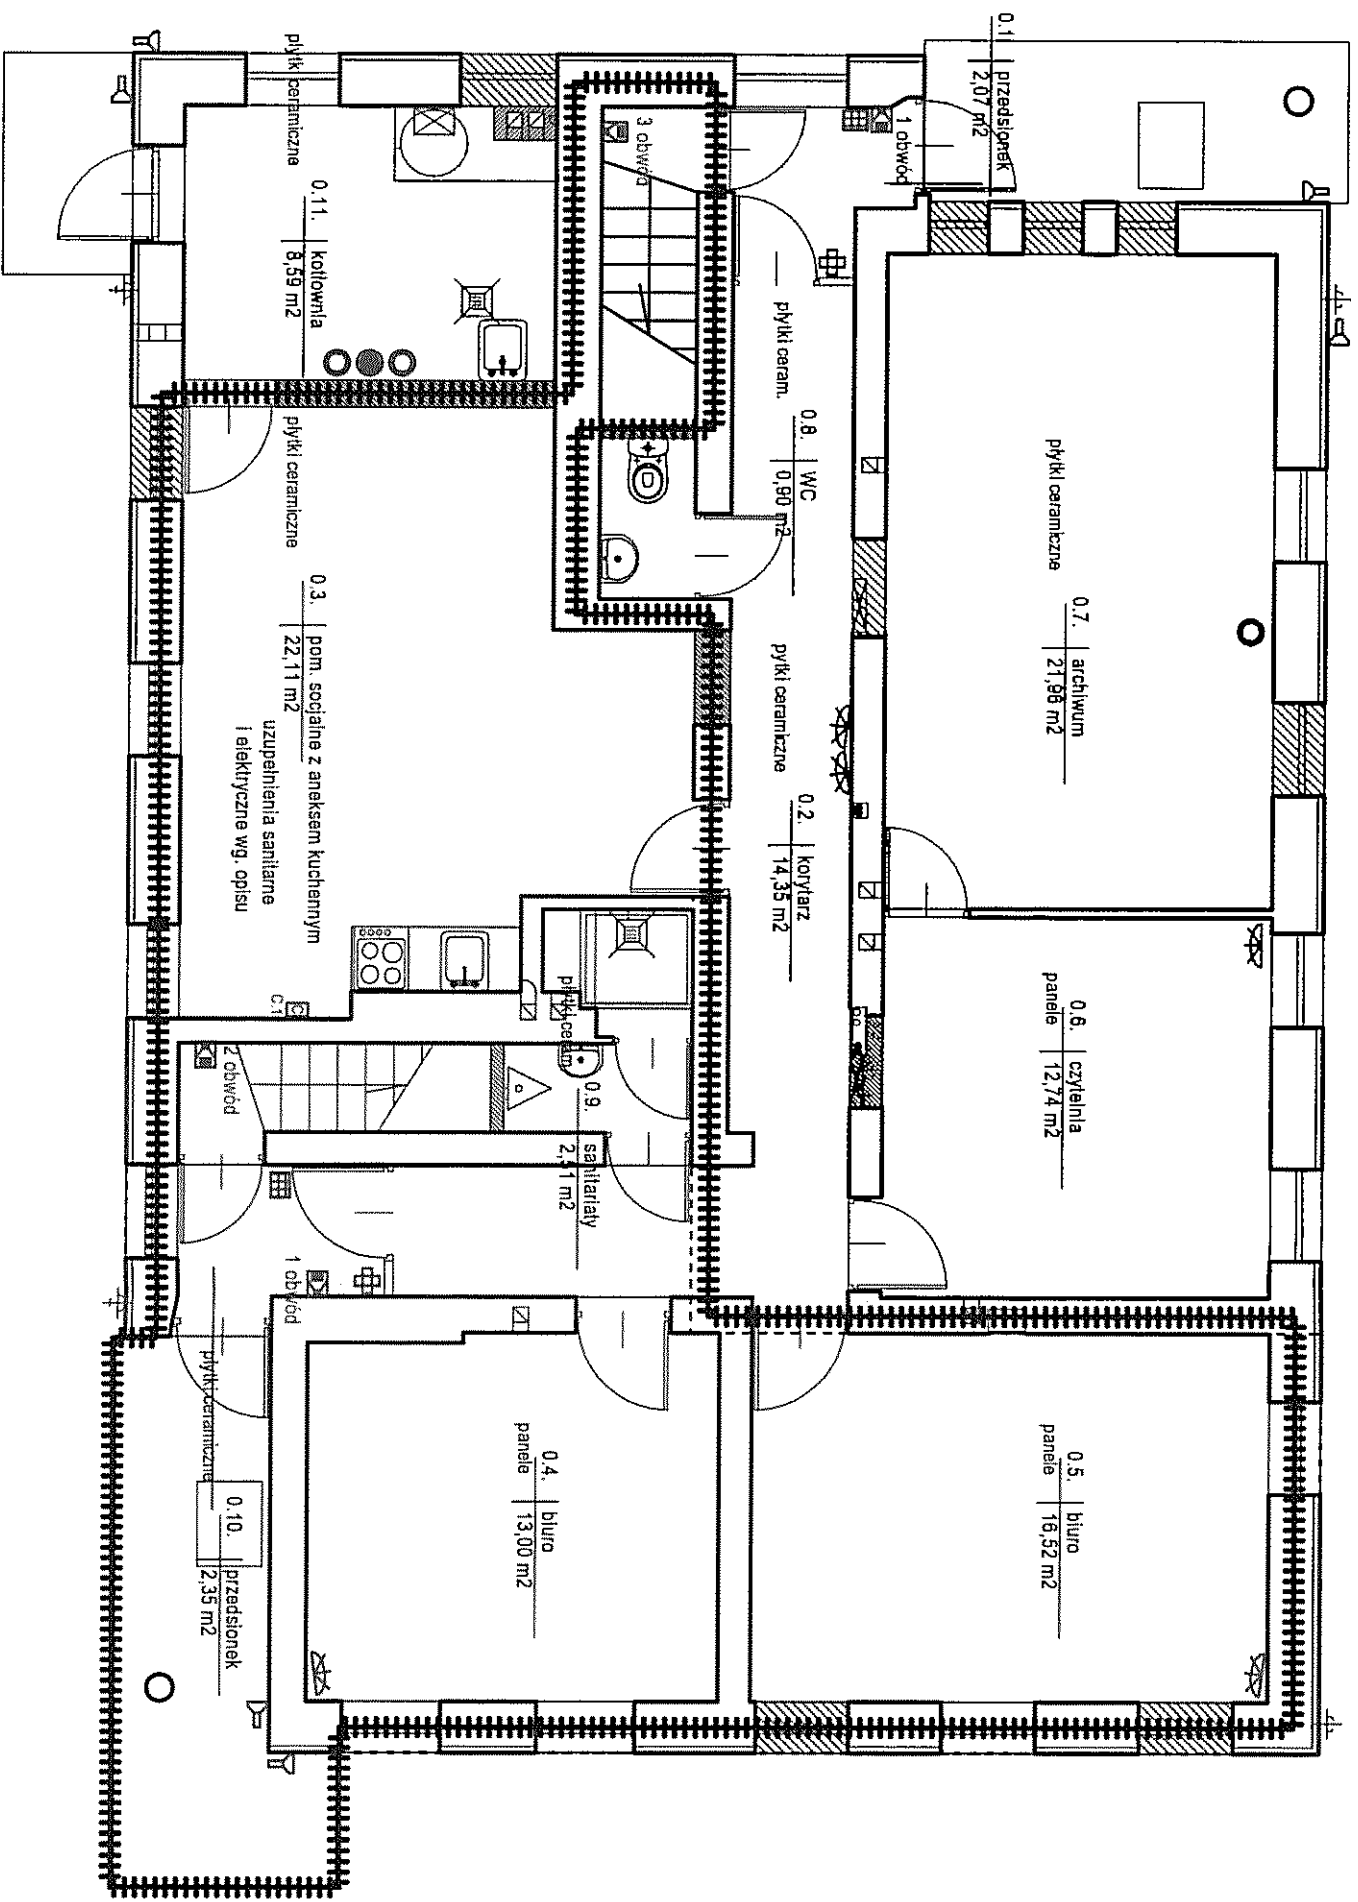 0.1 przedsionek
2,07 m2
1 obwód
3 obwód
płytki ceramiczne
0.11. kotłownia
8,59 m2
płytki ceram.
0.8. WC
0,90 m2
płytki ceramiczne
0.7. archiwum
21,96 m2
płytki ceramiczne
0.3. pom. socjalne z aneksem kuchennym
22,11 m2
uzupełnienia sanitarne
i elektryczne wg. opisu
pytki ceramiczne
0.2. korytarz
14,35 m2
0.6. czytelnia
panele 12,74 m2
C.1
C
płytki ceram
0.9. sanitariaty
2,51 m2
2 obwód
1 obwód
płytki ceramiczne
0.10. przedsionek
2,35 m2
0.4. biuro
panele 13,00 m2
0.5. biuro
panele 16,52 m2